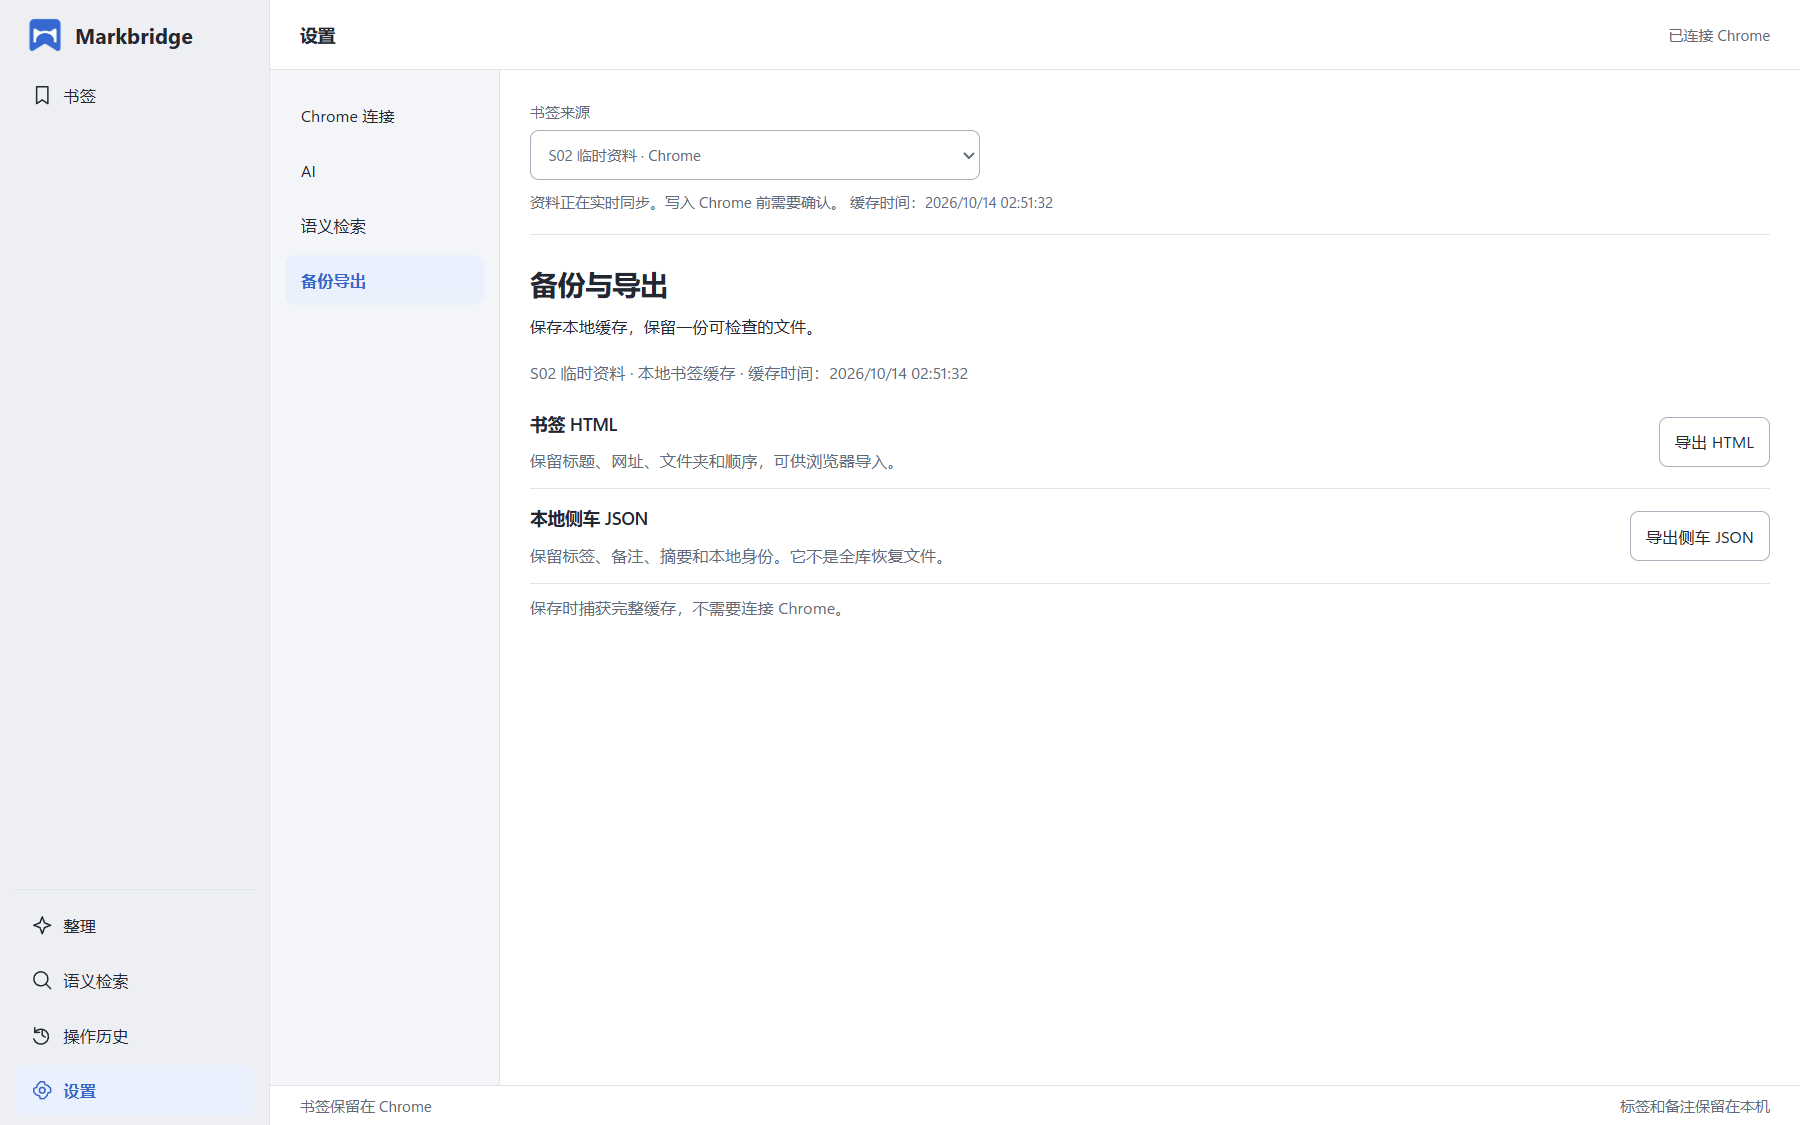 Markbridge
书签
整理
语义检索
操作历史
设置
设置
已连接 Chrome
Chrome 连接
AI
语义检索
备份导出
书签来源
S02 临时资料 · Chrome
资料正在实时同步。写入 Chrome 前需要确认。 缓存时间：2026/10/14 02:51:32
备份与导出
保存本地缓存，保留一份可检查的文件。
S02 临时资料 · 本地书签缓存 · 缓存时间：2026/10/14 02:51:32
书签 HTML
保留标题、网址、文件夹和顺序，可供浏览器导入。
导出 HTML
本地侧车 JSON
保留标签、备注、摘要和本地身份。它不是全库恢复文件。
导出侧车 JSON
保存时捕获完整缓存，不需要连接 Chrome。
书签保留在 Chrome
标签和备注保留在本机